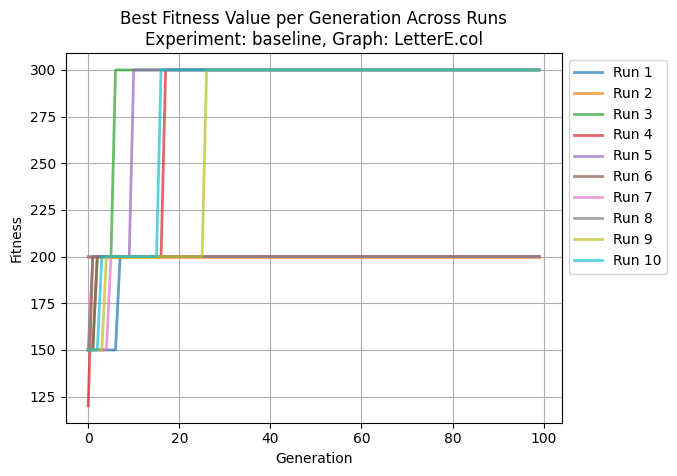 Best Fitness Value per Generation Across Runs
Experiment: baseline, Graph: LetterE.col
Fitness
300
275
250
225
200
175
150
125
0 20 40 60 80 100
Generation
Run 1
Run 2
Run 3
Run 4
Run 5
Run 6
Run 7
Run 8
Run 9
Run 10